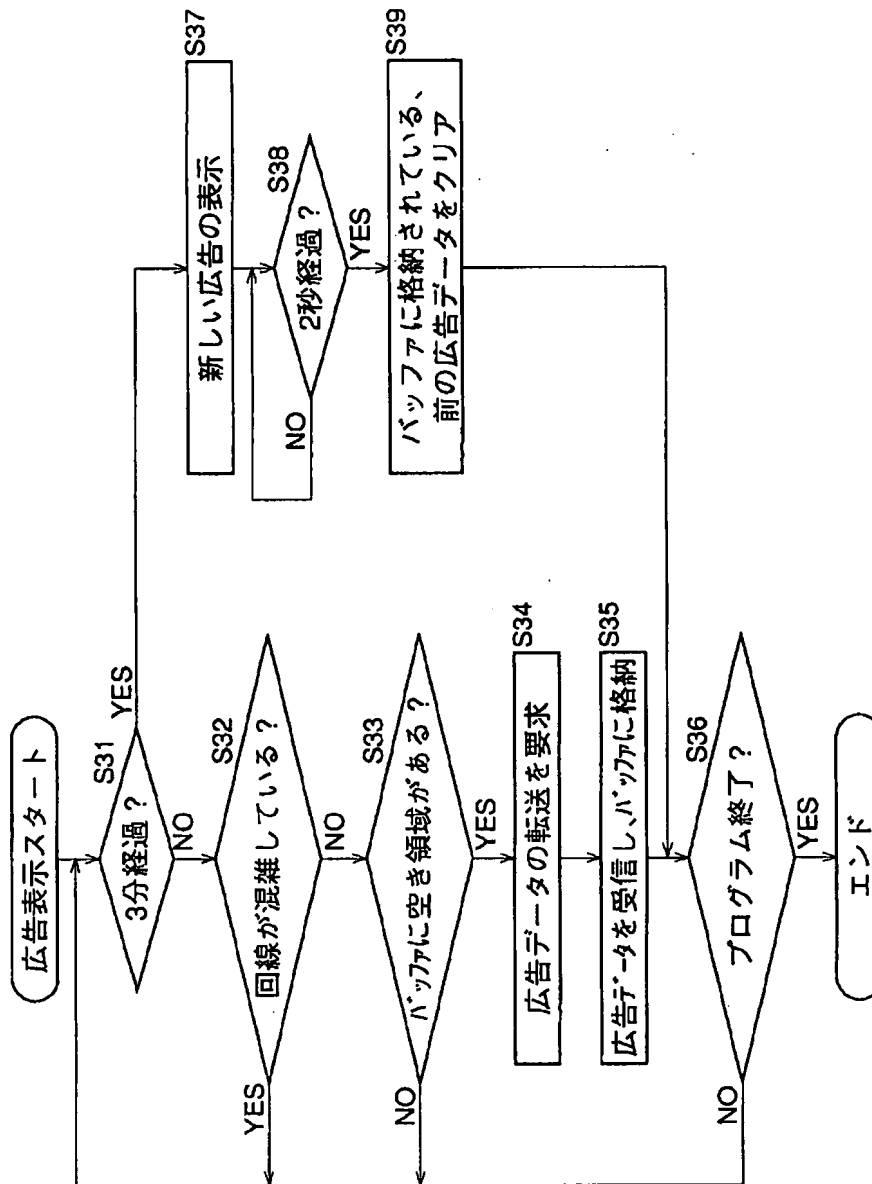 広告表示スタート
S31
3分経過？
YES
NO
S32
回線が混雑している？
YES
NO
S33
バッファに空き領域がある？
NO
YES
S34
広告データの転送を要求
S35
広告データを受信し、バッファに格納
S36
プログラム終了？
NO
YES
エンド
S37
新しい広告の表示
S38
2秒経過？
NO
YES
S39
バッファに格納されている、
前の広告データをクリア